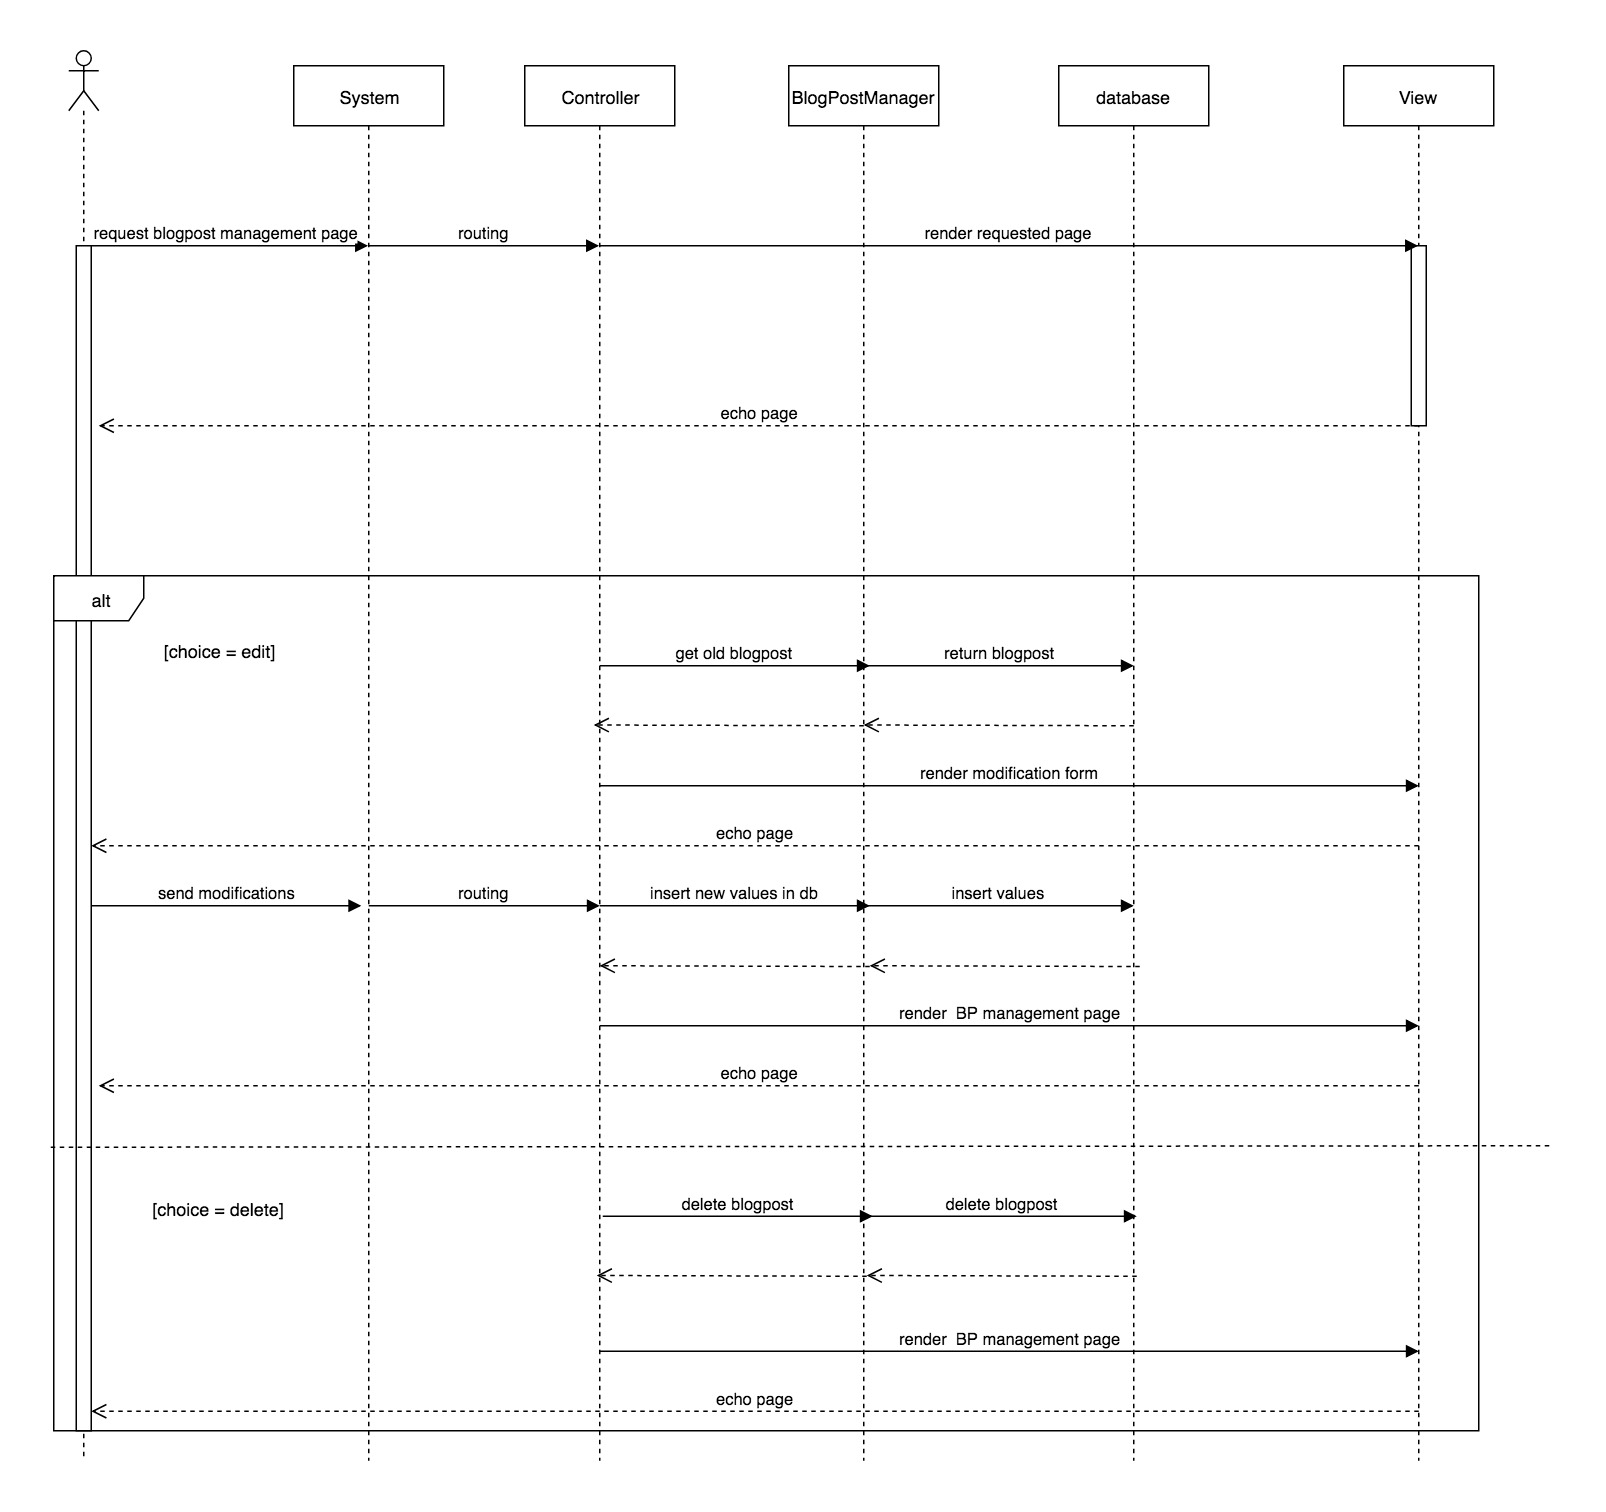 System
Controller
BlogPostManager
database
View
request blogpost management page
routing
render requested page
echo page
alt
[choice = edit]
get old blogpost
return blogpost
render modification form
echo page
send modifications
routing
insert new values in db
insert values
render  BP management page
echo page
[choice = delete]
delete blogpost
delete blogpost
render  BP management page
echo page